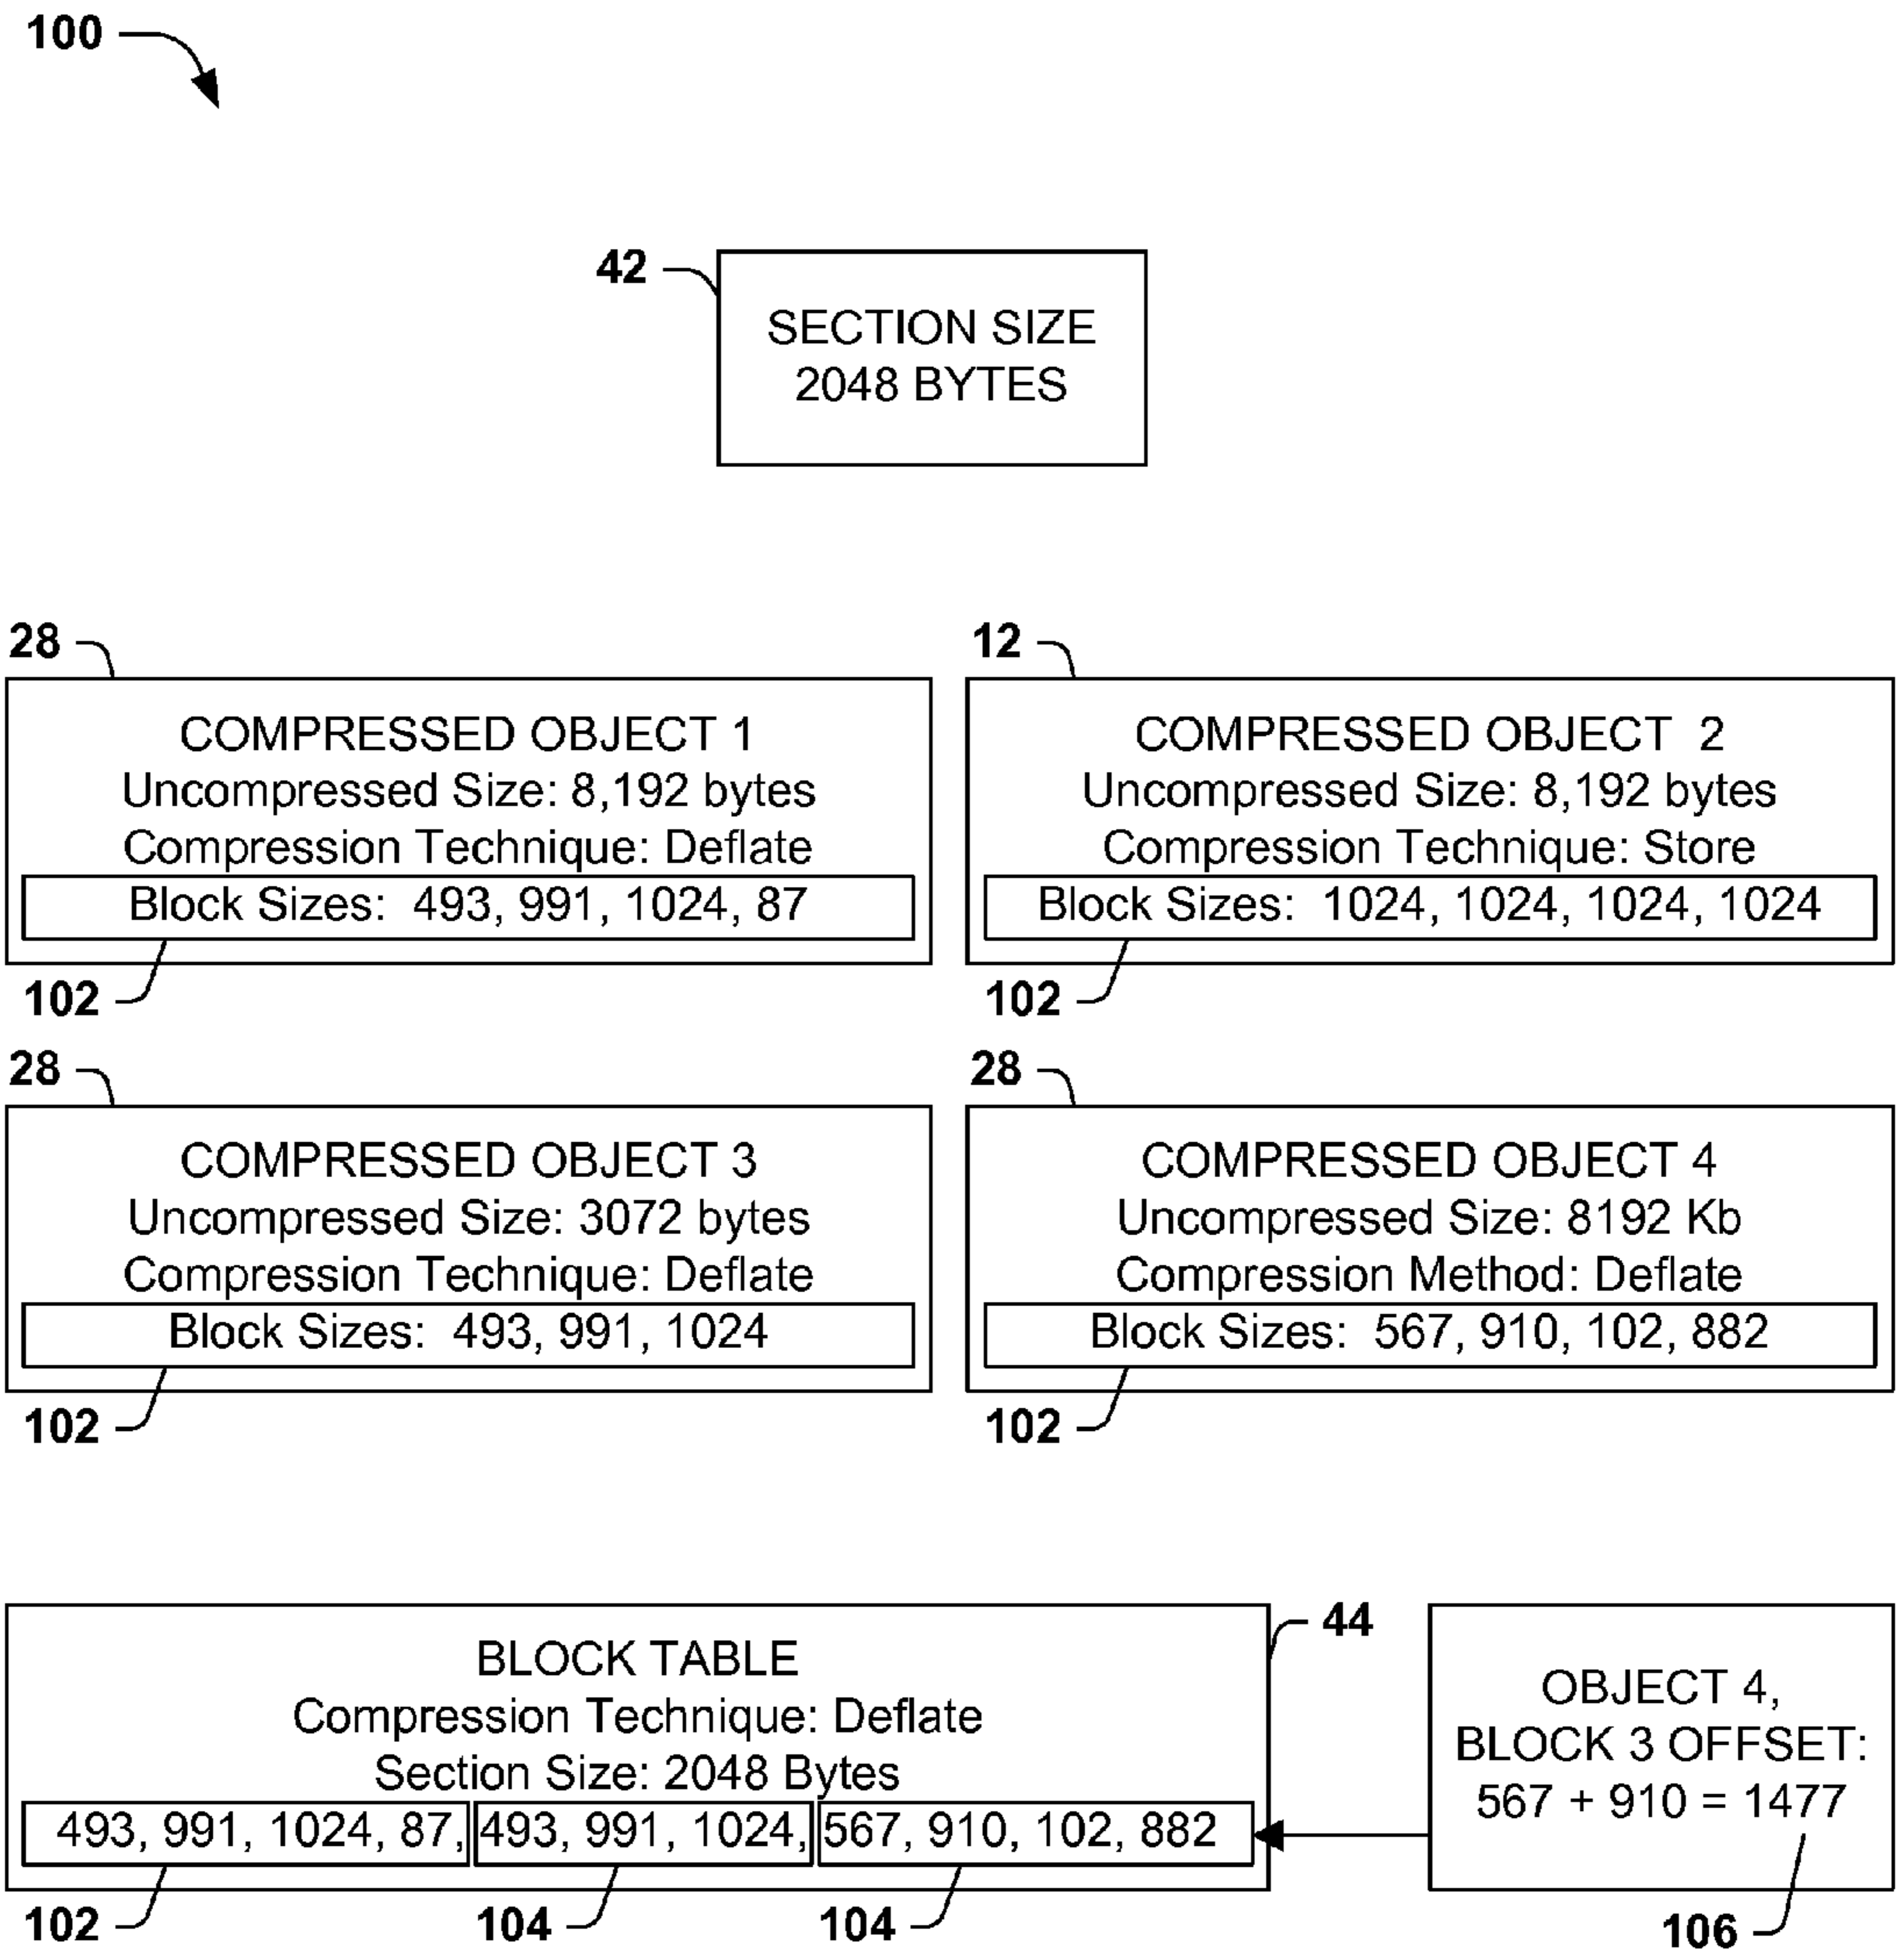 100
42
SECTION SIZE
2048 BYTES
28
COMPRESSED OBJECT 1
Uncompressed Size: 8,192 bytes
Compression Technique: Deflate
Block Sizes: 493, 991, 1024, 87
102
12
COMPRESSED OBJECT 2
Uncompressed Size: 8,192 bytes
Compression Technique: Store
Block Sizes: 1024, 1024, 1024, 1024
102
28
COMPRESSED OBJECT 3
Uncompressed Size: 3072 bytes
Compression Technique: Deflate
Block Sizes: 493, 991, 1024
102
28
COMPRESSED OBJECT 4
Uncompressed Size: 8192 Kb
Compression Method: Deflate
Block Sizes: 567, 910, 102, 882
102
44
BLOCK TABLE
Compression Technique: Deflate
Section Size: 2048 Bytes
493, 991, 1024, 87, 493, 991, 1024, 567, 910, 102, 882
102 104 104
OBJECT 4,
BLOCK 3 OFFSET:
567 + 910 = 1477
106